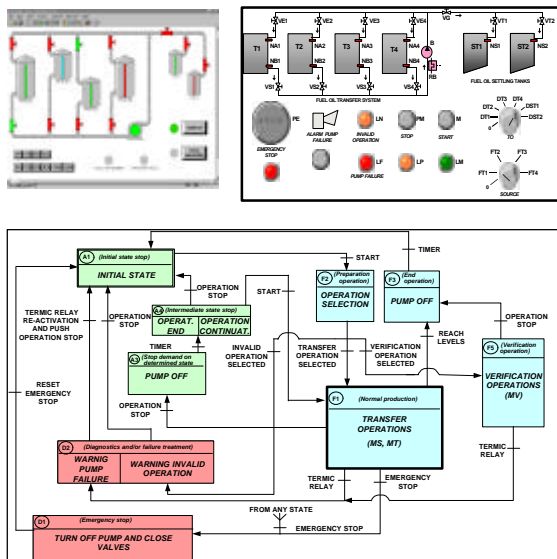 VE1 VE2 VE3 VE4 VG VT1 VT2
T1 NA1 T2 NA2 T3 NA3 T4 NA4 B ST1 NS1 ST2 NS2
NB1 NB2 NB3 NB4 RB
VS1 VS2 VS3 VS4
FUEL OIL TRANSFER SYSTEM
FUEL OIL SETTLING TANKS
PE LN PM M
EMERGENCY STOP
ALARM PUMP FAILURE
INVALID OPERATION
STOP
START
DT1 DT2 DT3 DT4 DST1 DST2
0
TO
LF LP LM
PUMP FAILURE
FT1 FT2 FT3 FT4
0
SOURCE
A1 (Initial state stop)
INITIAL STATE
START
F2 (Preparation operation)
OPERATION SELECTION
TIMER
F3 (End operation)
PUMP OFF
TERMIC RELAY RE-ACTIVATION AND PUSH OPERATION STOP
OPERATION STOP
OPERATION STOP
A4 (Intermediate state stop)
OPERAT. END
OPERATION CONTINUAT.
START
TIMER
INVALID OPERATION SELECTED
TRANSFER OPERATION SELECTED
VERIFICATION OPERATION SELECTED
REACH LEVELS
OPERATION STOP
F5 (Verification operation)
VERIFICATION OPERATIONS (MV)
A3 (Stop demand on determined state)
PUMP OFF
RESET EMERGENCY STOP
OPERATION STOP
F1 (Normal production)
TRANSFER OPERATIONS (MS, MT)
D2 (Diagnostics and/or failure treatment)
WARNIG PUMP FAILURE
WARNING INVALID OPERATION
TERMIC RELAY
EMERGENCY STOP
TERMIC RELAY
FROM ANY STATE
D1 (Emergency stop)
EMERGENCY STOP
TURN OFF PUMP AND CLOSE VALVES